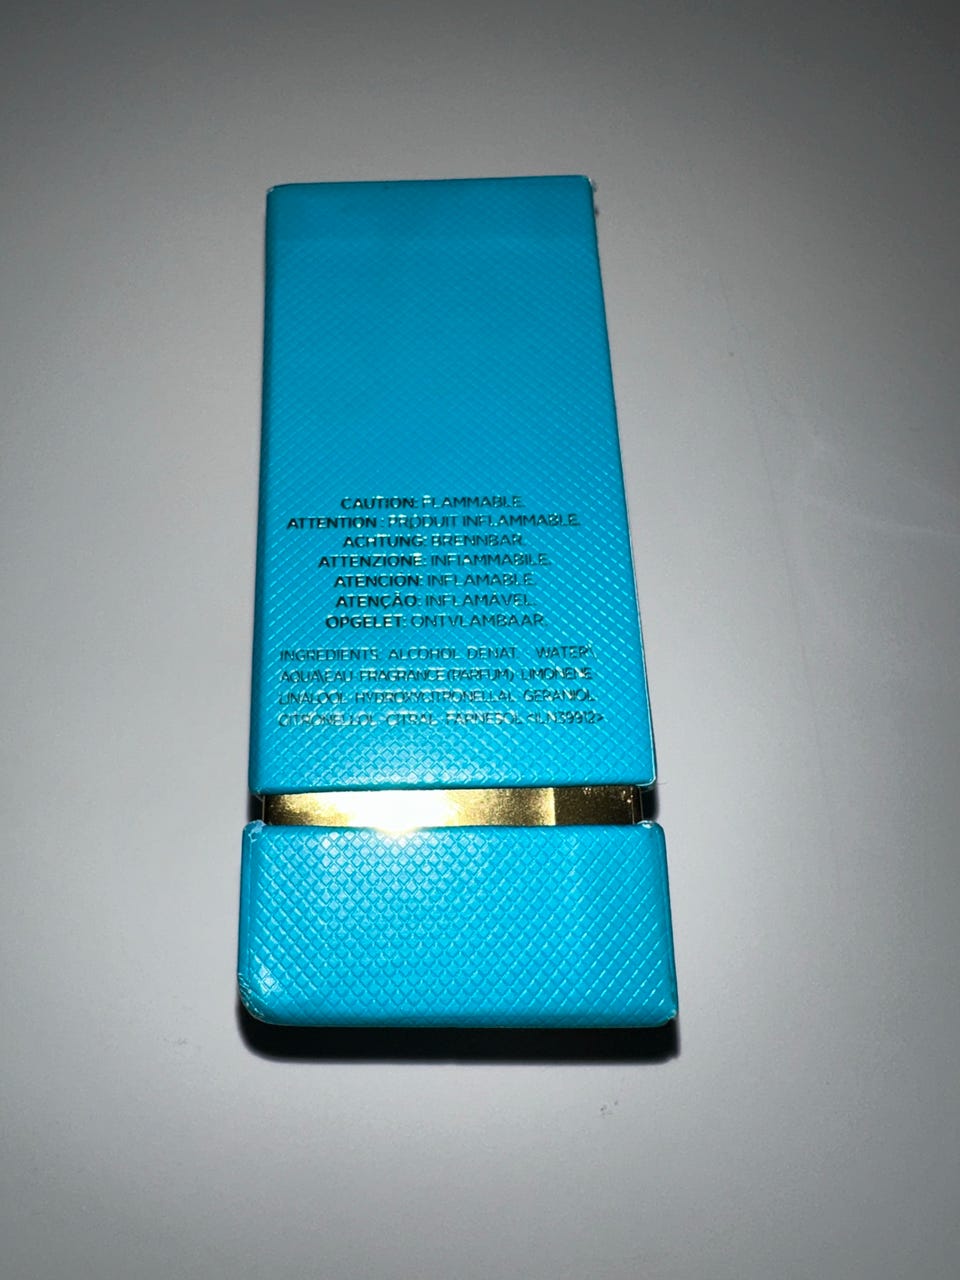 CAUTION: FLAMMABLE.
ATTENTION : PRODUIT INFLAMMABLE.
ACHTUNG: BRENNBAR.
ATTENZIONE: INFIAMMABILE.
ATENCIÓN: INFLAMABLE.
ATENÇÃO: INFLAMÁVEL.
OPGELET: ONTVLAMBAAR.
INGREDIENTS: ALCOHOL DENAT. · WATER\
AQUA\EAU · FRAGRANCE (PARFUM) · LIMONENE ·
LINALOOL · HYDROXYCITRONELLAL · GERANIOL ·
CITRONELLOL · CITRAL · FARNESOL <ILN39912>